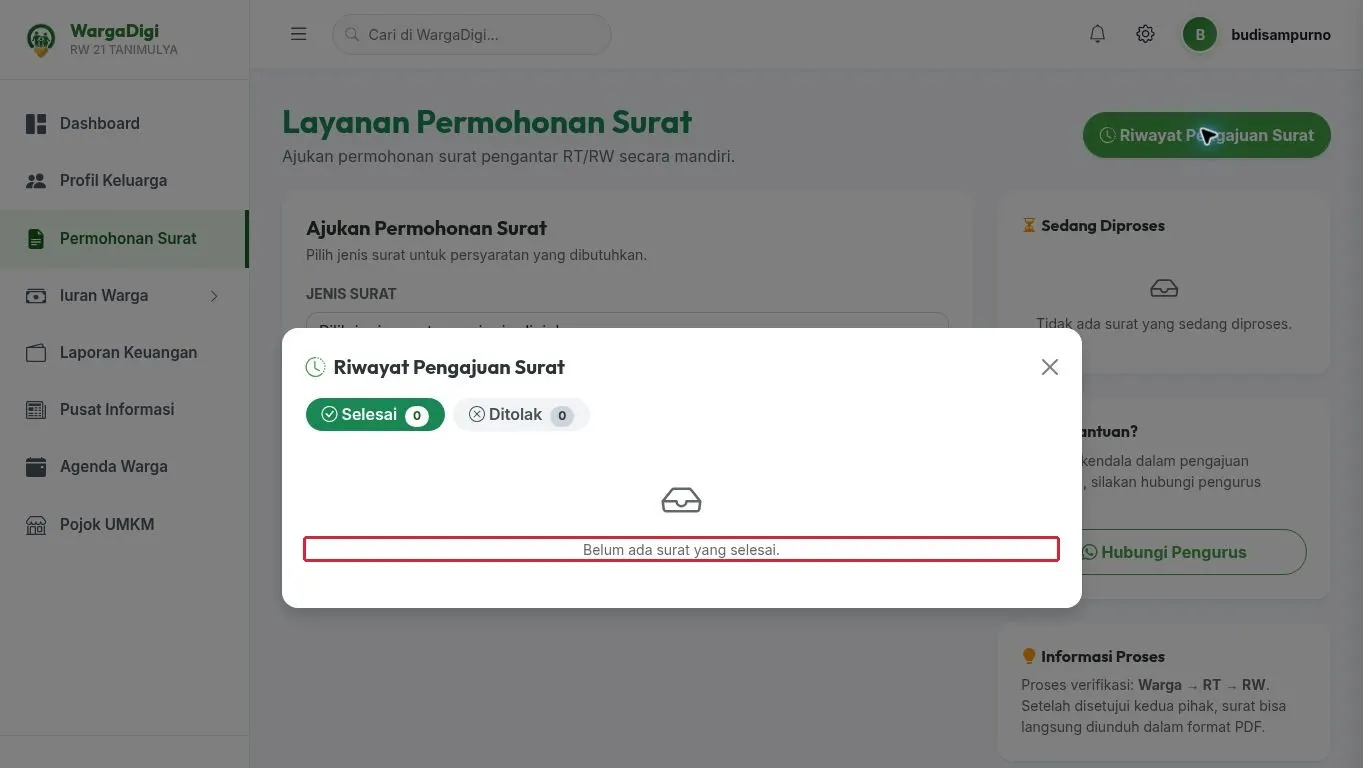 WargaDigi
RW 21 TANIMULYA
Cari di WargaDigi...
B
budisampurno
Dashboard
Profil Keluarga
Permohonan Surat
Iuran Warga
Laporan Keuangan
Pusat Informasi
Agenda Warga
Pojok UMKM
Layanan Permohonan Surat
Ajukan permohonan surat pengantar RT/RW secara mandiri.
Riwayat Pengajuan Surat
Ajukan Permohonan Surat
Pilih jenis surat untuk persyaratan yang dibutuhkan.
JENIS SURAT
Sedang Diproses
Tidak ada surat yang sedang diproses.
Riwayat Pengajuan Surat
Selesai 0
Ditolak 0
Belum ada surat yang selesai.
kendala dalam pengajuan
, silakan hubungi pengurus
Hubungi Pengurus
Informasi Proses
Proses verifikasi: Warga → RT → RW.
Setelah disetujui kedua pihak, surat bisa
langsung diunduh dalam format PDF.